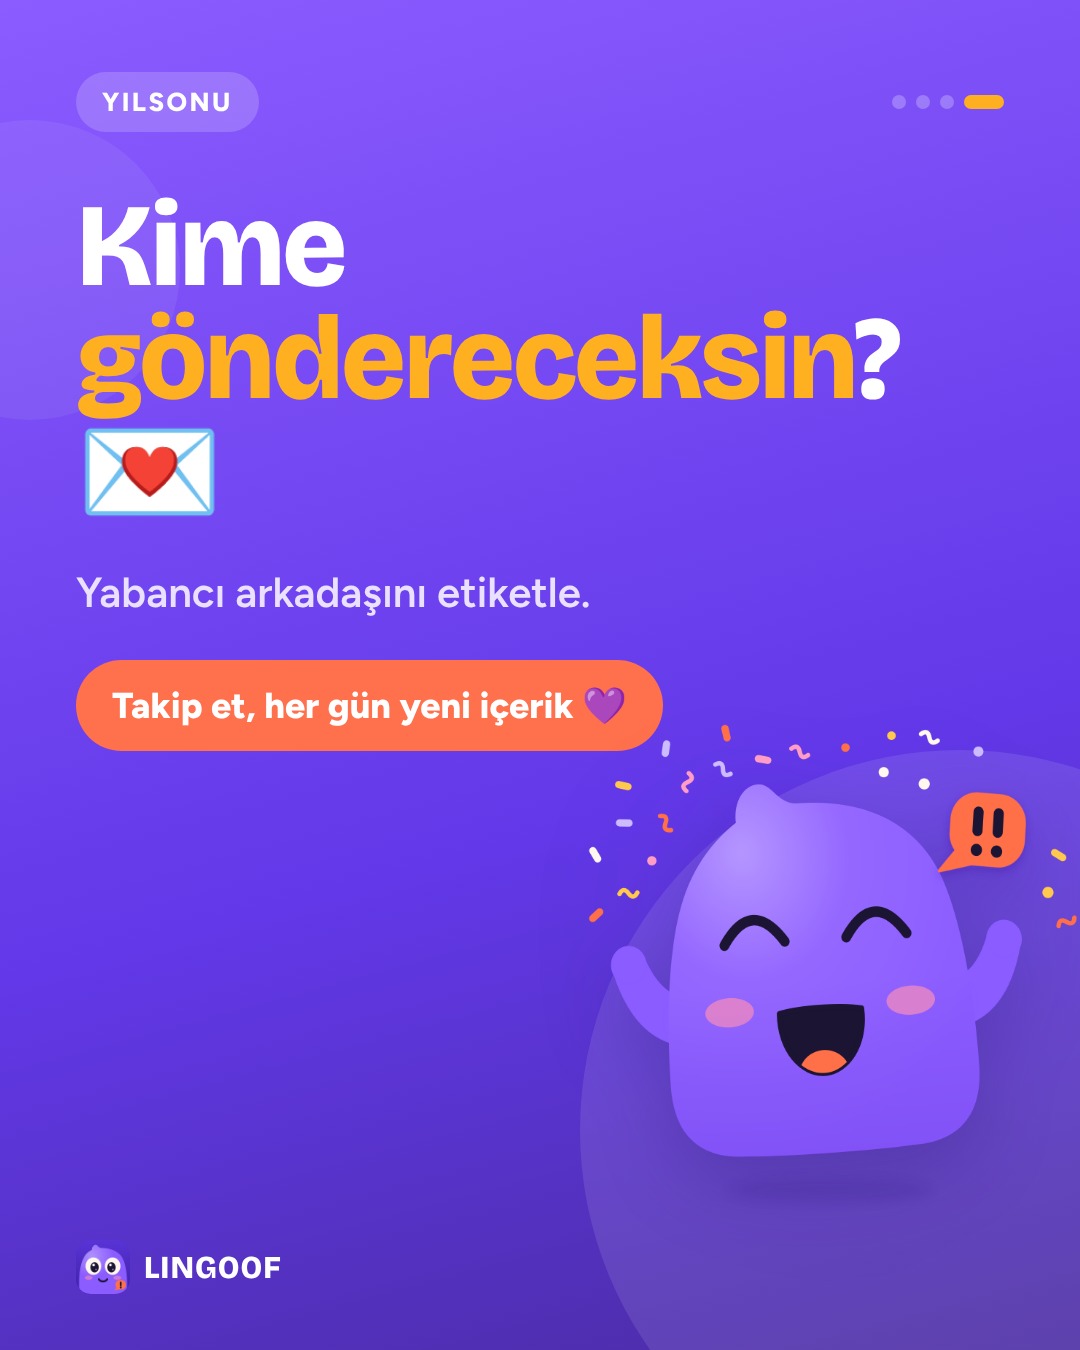 YILSONU
Kime
göndereceksin?
💌
Yabancı arkadaşını etiketle.
Takip et, her gün yeni içerik 💜
!!
LINGOOF